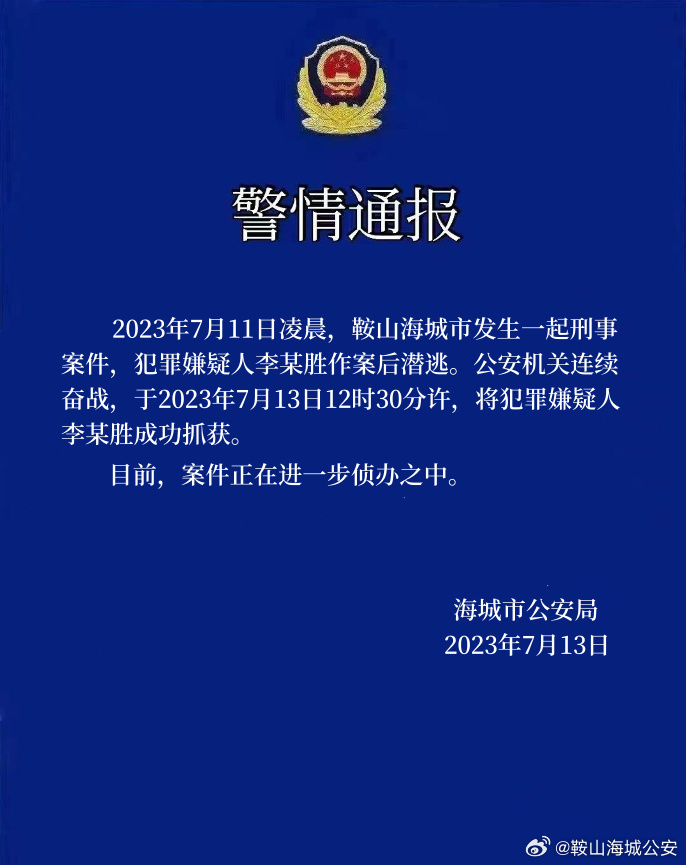 警情通报
2023年7月11日凌晨，鞍山海城市发生一起刑事
案件，犯罪嫌疑人李某胜作案后潜逃。公安机关连续
奋战，于2023年7月13日12时30分许，将犯罪嫌疑人
李某胜成功抓获。
目前，案件正在进一步侦办之中。
海城市公安局
2023年7月13日
@鞍山海城公安